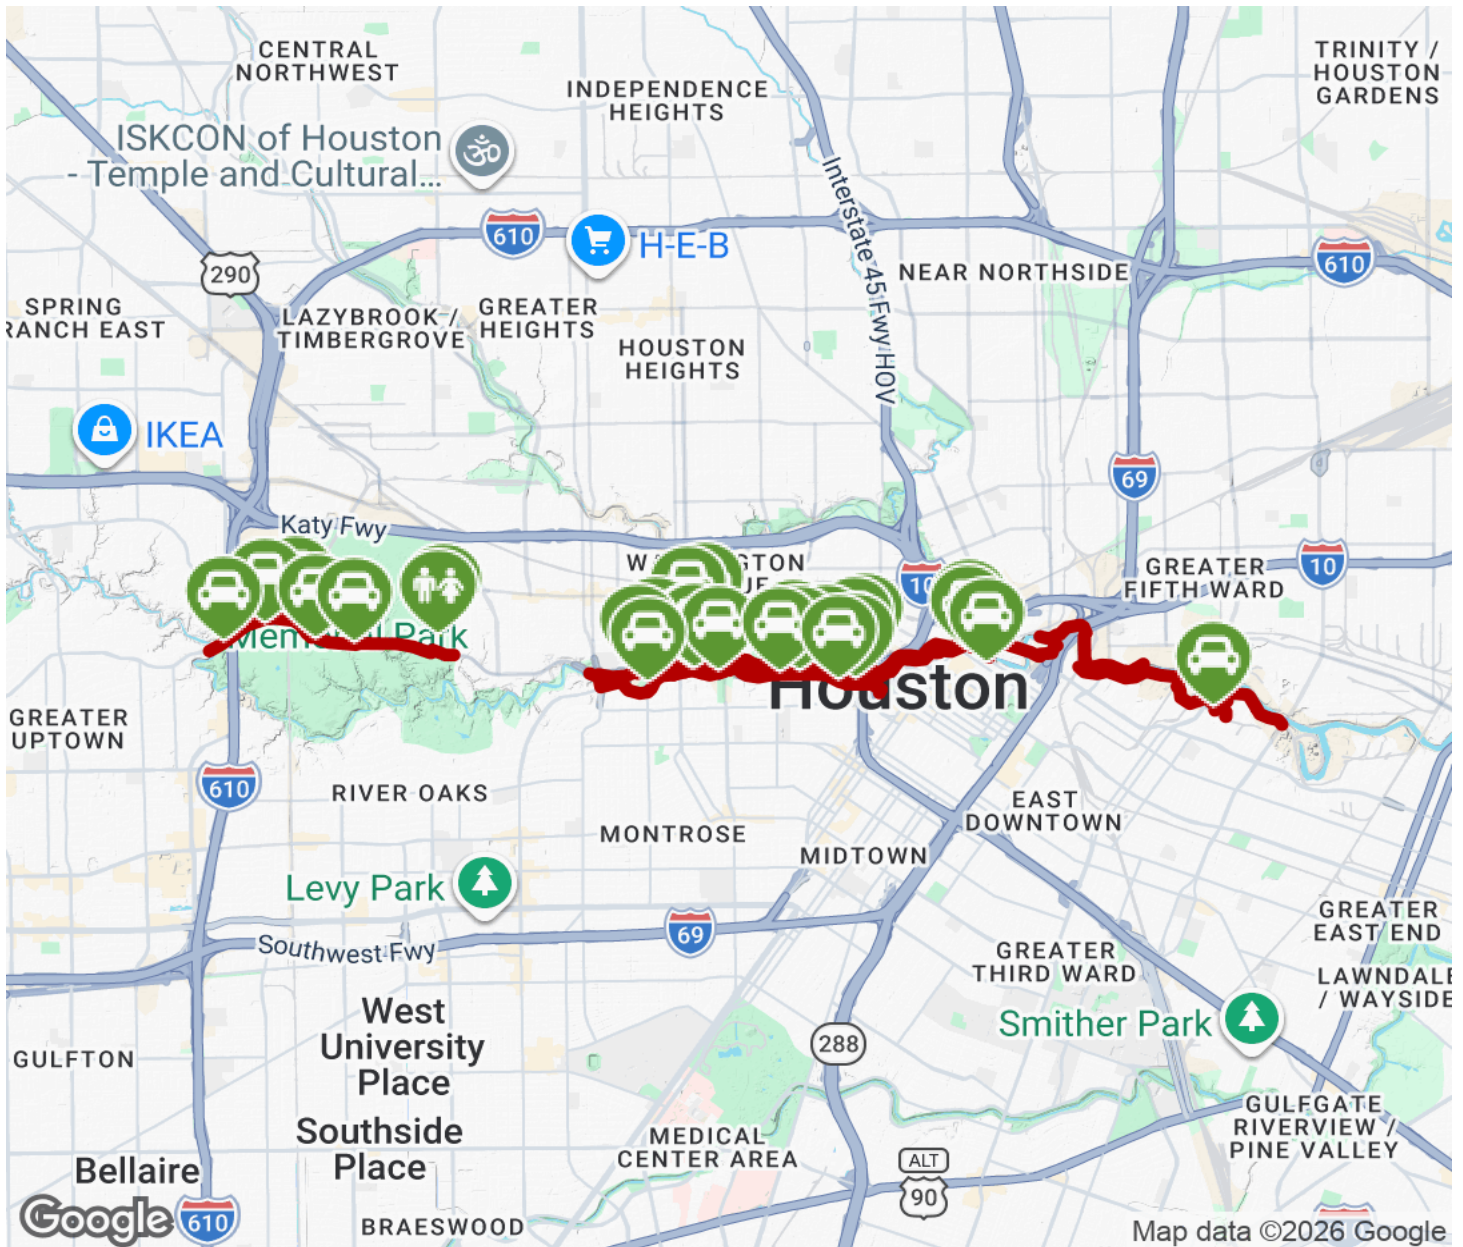 CENTRAL
NORTHWEST
TRINITY /
HOUSTON
GARDENS
INDEPENDENCE
HEIGHTS
ISKCON of Houston
- Temple and Cultural...
Interstate 45 Fwy HOV
610
H-E-B
290
NEAR NORTHSIDE
610
SPRING
RANCH EAST
LAZYBROOK /
TIMBERGROVE
GREATER
HEIGHTS
HOUSTON
HEIGHTS
IKEA
69
Katy Fwy
10
GREATER
FIFTH WARD
10
Memorial Park
Houston
GREATER
UPTOWN
610
RIVER OAKS
EAST
DOWNTOWN
MONTROSE
MIDTOWN
Levy Park
69
Southwest Fwy
GREATER
EAST END
GREATER
THIRD WARD
LAWNDALE
/ WAYSIDE
West
University
Place
Smither Park
288
GULFTON
Southside
Place
GULFGATE
RIVERVIEW /
PINE VALLEY
MEDICAL
CENTER AREA
Bellaire
ALT
90
610
BRAESWOOD
Google
Map data ©2026 Google